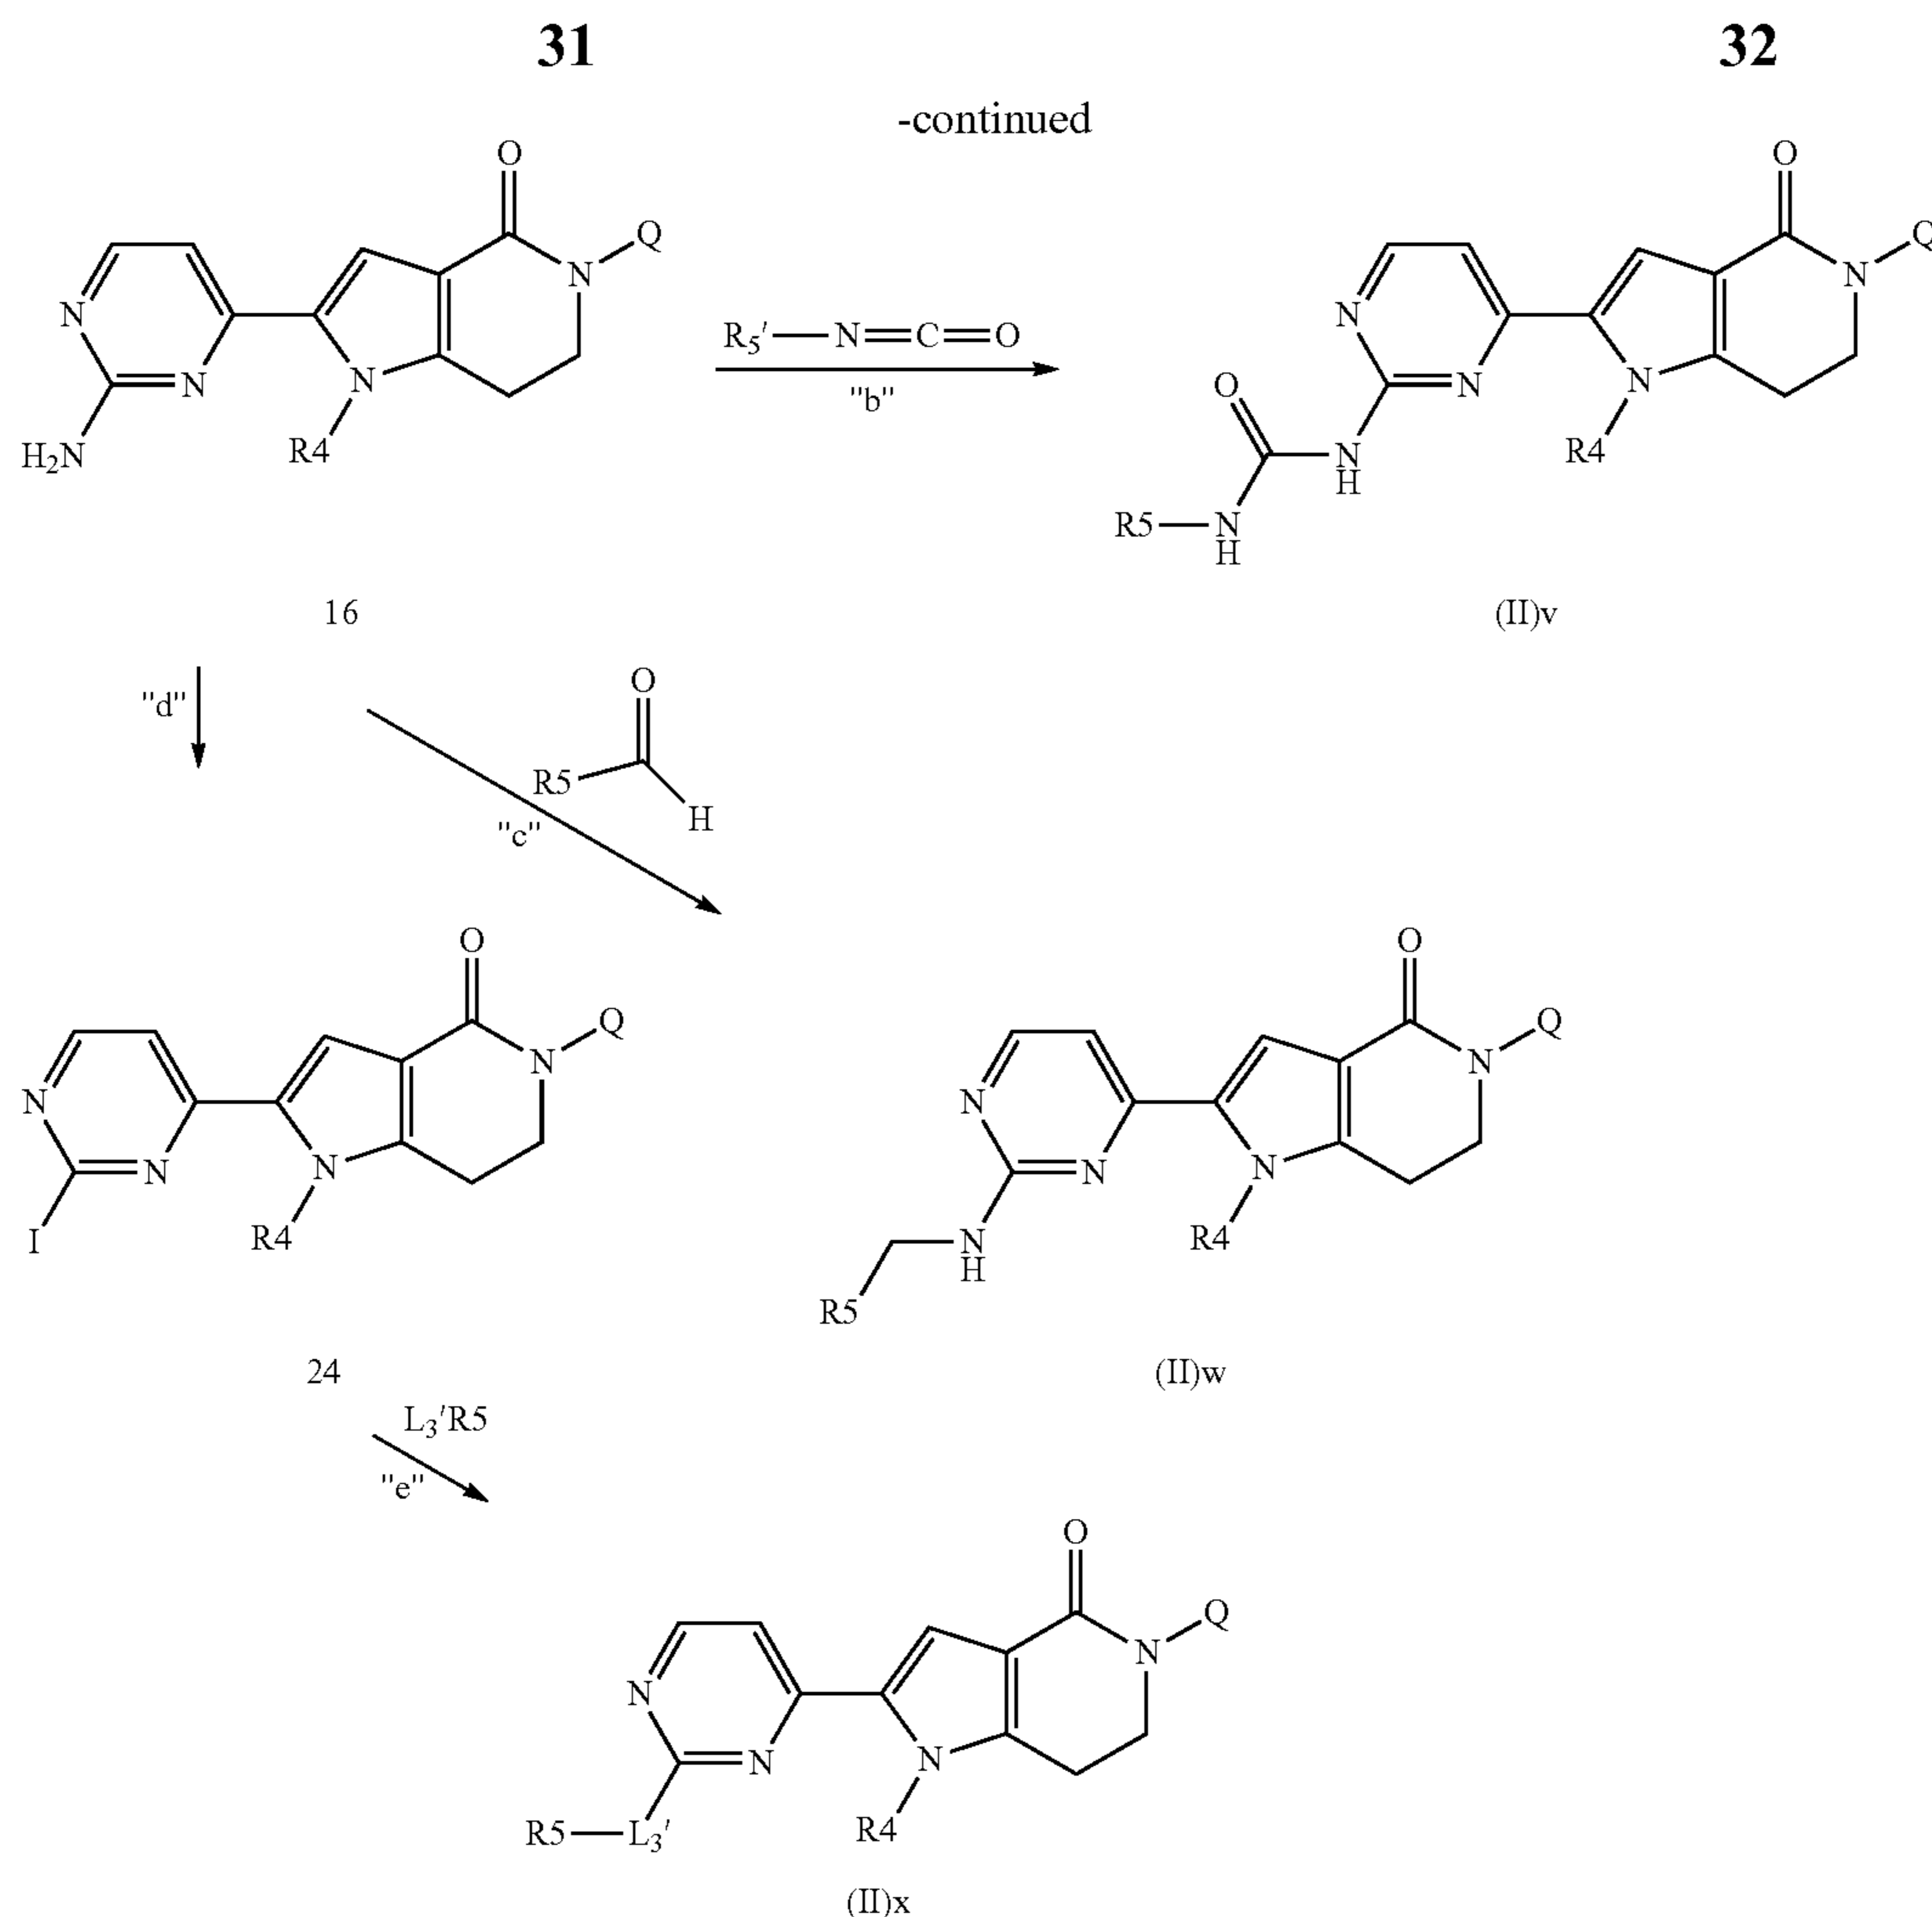 31 32
-continued
O O
Q Q
N N
N N
R₅′—N=C=O
N N N N
"b"
O
H₂N R4 N
H R4
R5—N
H
16 (II)v
O
"d"
R5
H
"c"
O O
Q Q
N N
N N
N N N N
I R4 N
H R4
R5
24 (II)w
L₃′R5
"e"
O
Q
N
N
N N
R5—L₃′ R4
(II)x